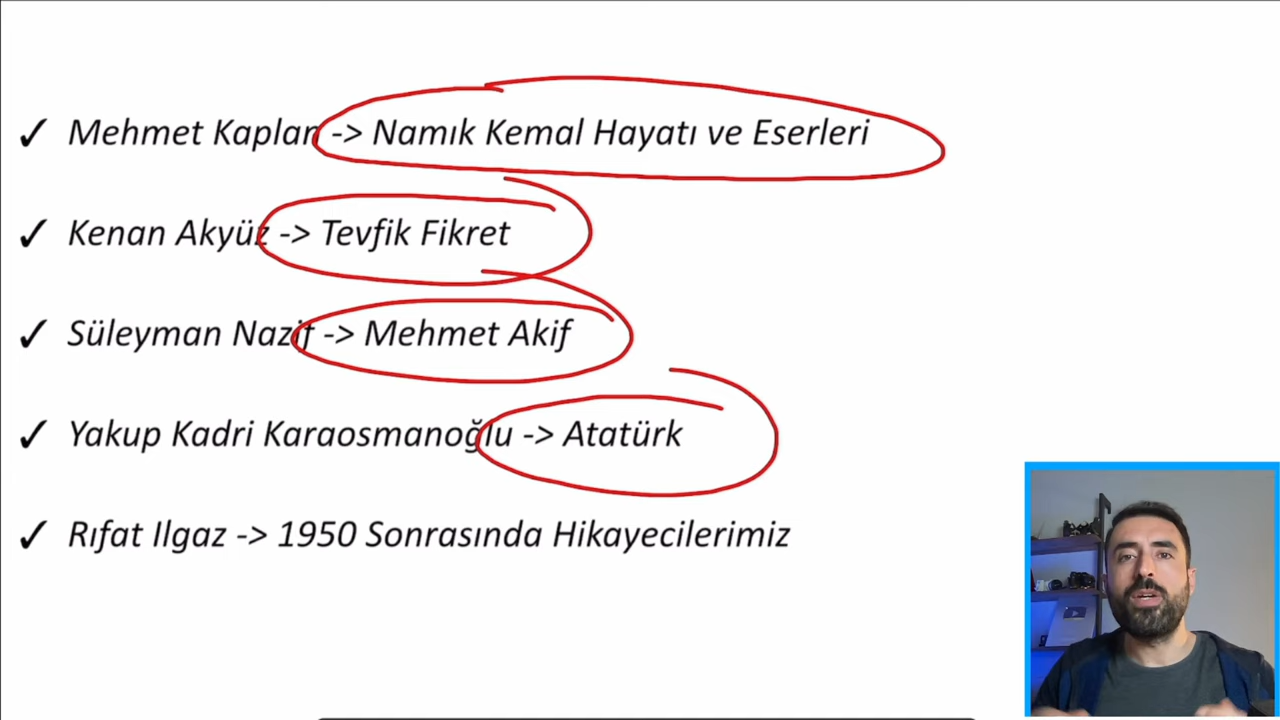 ✓ Mehmet Kaplan -> Namık Kemal Hayatı ve Eserleri
✓ Kenan Akyüz -> Tevfik Fikret
✓ Süleyman Nazif -> Mehmet Akif
✓ Yakup Kadri Karaosmanoğlu -> Atatürk
✓ Rıfat Ilgaz -> 1950 Sonrasında Hikayecilerimiz